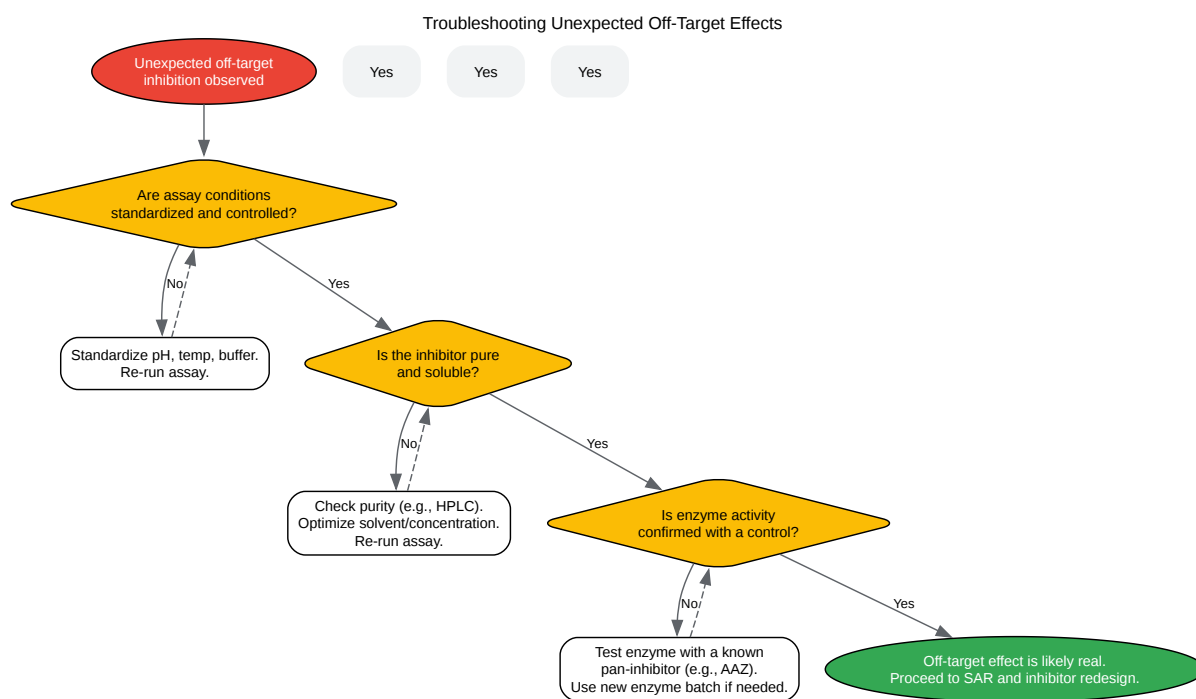 Troubleshooting Unexpected Off-Target Effects
Unexpected off-target
inhibition observed
Yes
Yes
Yes
Are assay conditions
standardized and controlled?
No
Yes
Standardize pH, temp, buffer.
Re-run assay.
Is the inhibitor pure
and soluble?
No
Yes
Check purity (e.g., HPLC).
Optimize solvent/concentration.
Re-run assay.
Is enzyme activity
confirmed with a control?
No
Yes
Test enzyme with a known
pan-inhibitor (e.g., AAZ).
Use new enzyme batch if needed.
Off-target effect is likely real.
Proceed to SAR and inhibitor redesign.